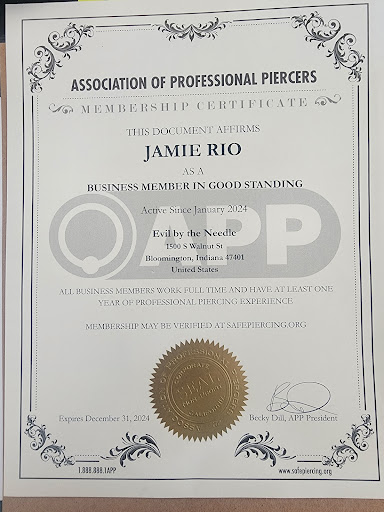 ASSOCIATION OF PROFESSIONAL PIERCERS
MEMBERSHIP CERTIFICATE
THIS DOCUMENT AFFIRMS
JAMIE RIO
AS A
BUSINESS MEMBER IN GOOD STANDING
Active Since January 2024
APP
Evil by the Needle
1500 S Walnut St
Bloomington, Indiana 47401
United States
ALL BUSINESS MEMBERS WORK FULL TIME AND HAVE AT LEAST ONE
YEAR OF PROFESSIONAL PIERCING EXPERIENCE
MEMBERSHIP MAY BE VERIFIED AT SAFEPIERCING.ORG
CORPORATE
SEAL
Expires December 31, 2024
Becky Dill, APP President
1.888.888.1APP
www.safepiercing.org